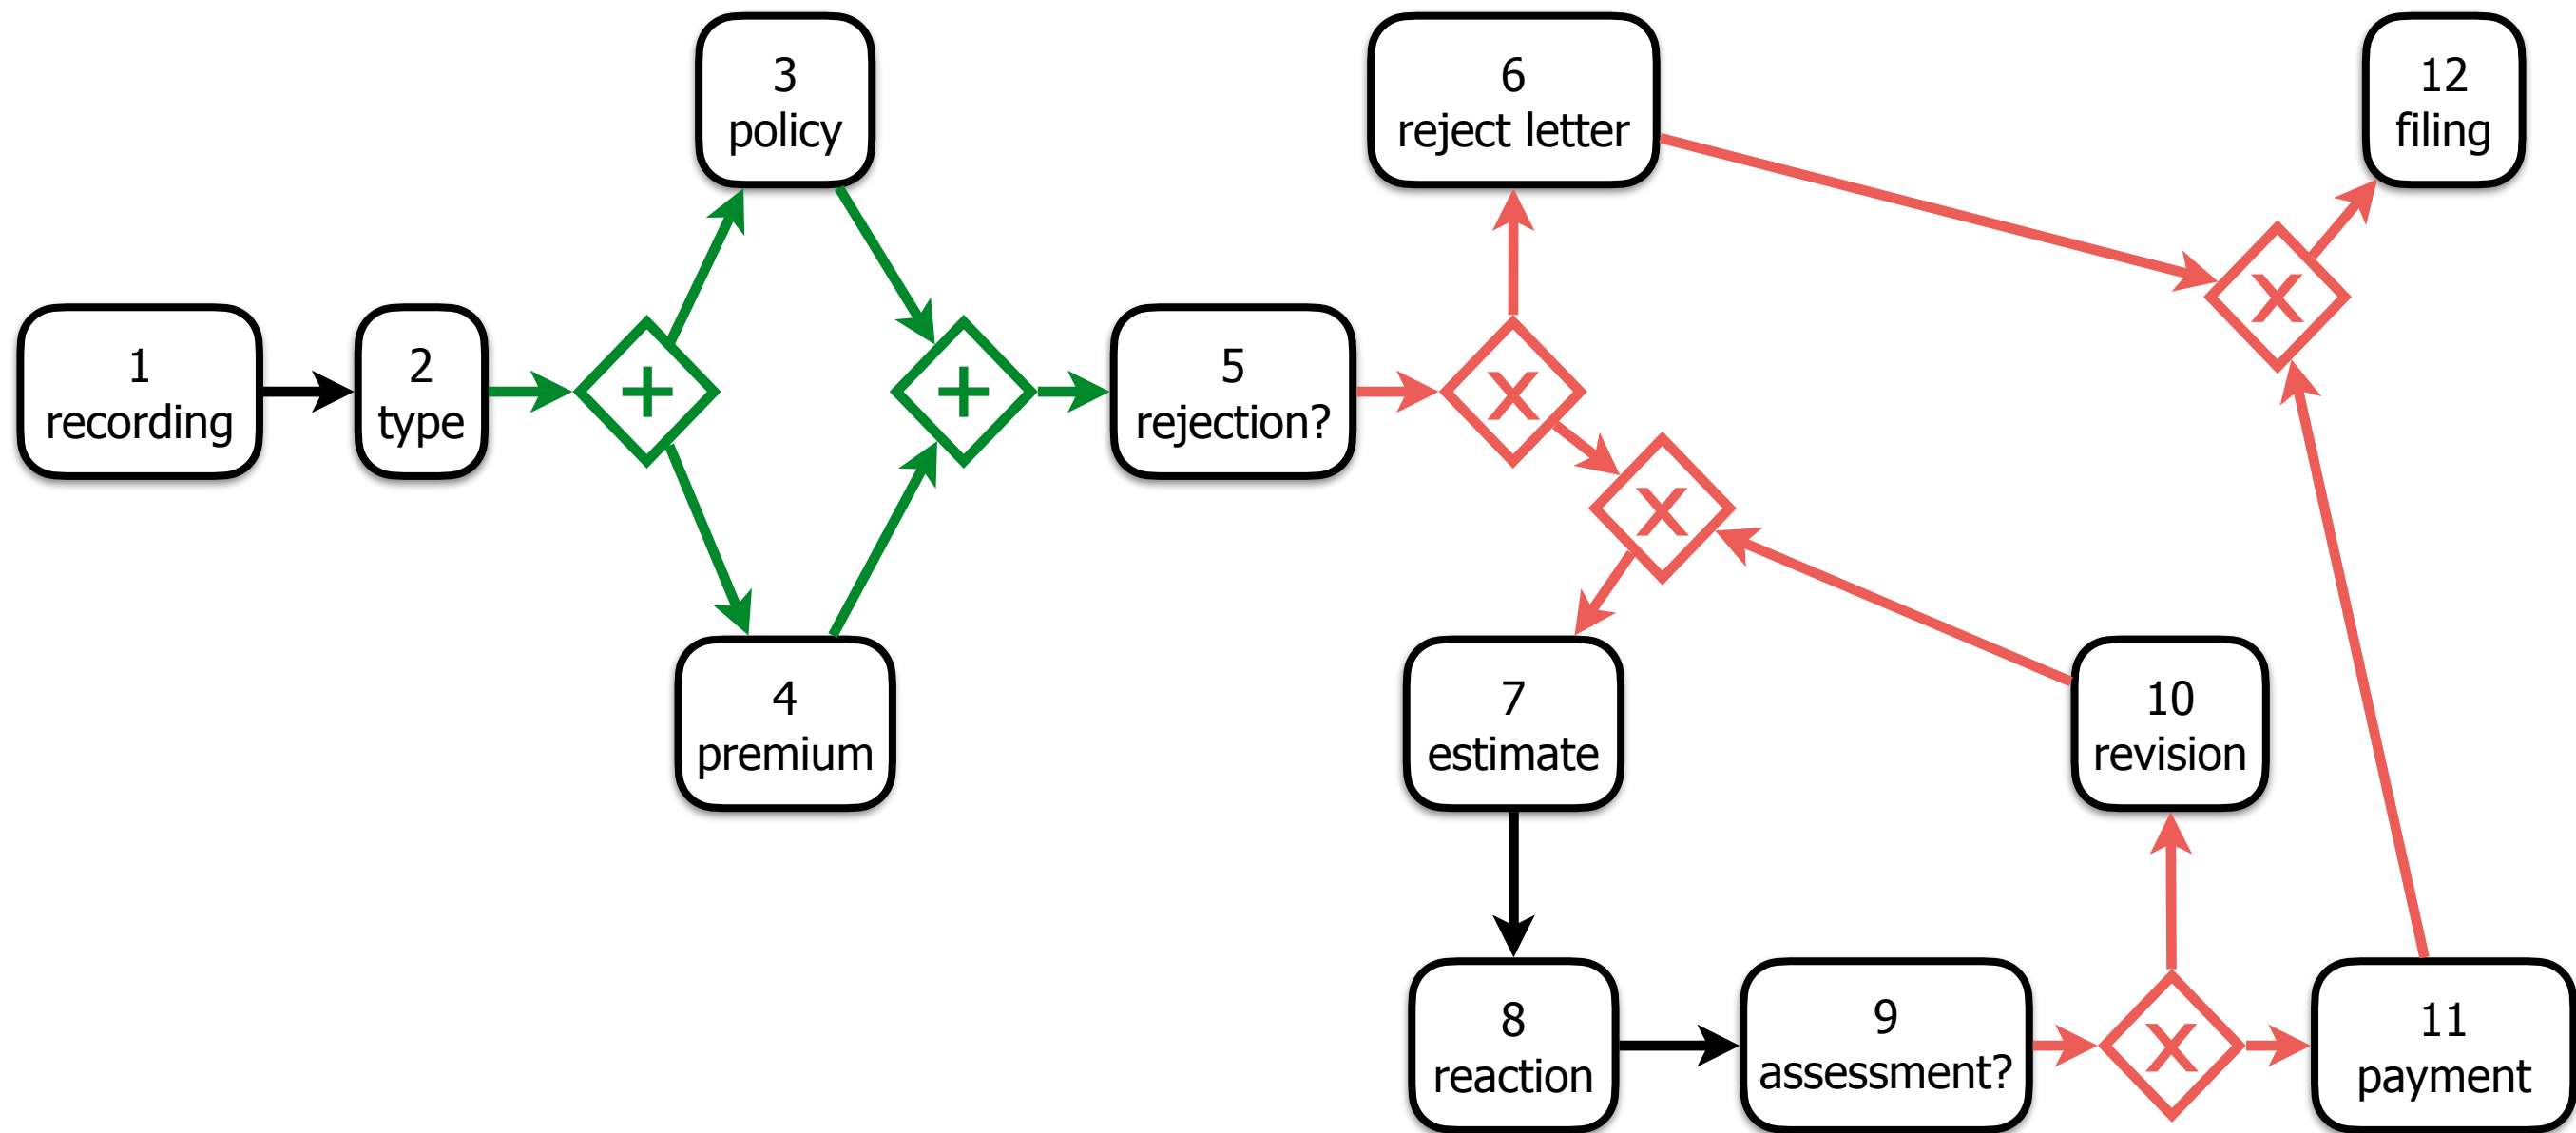 3
policy
6
reject letter
12
filing
X
1
recording
2
type
+
+
5
rejection?
X
X
4
premium
7
estimate
10
revision
8
reaction
9
assessment?
X
11
payment